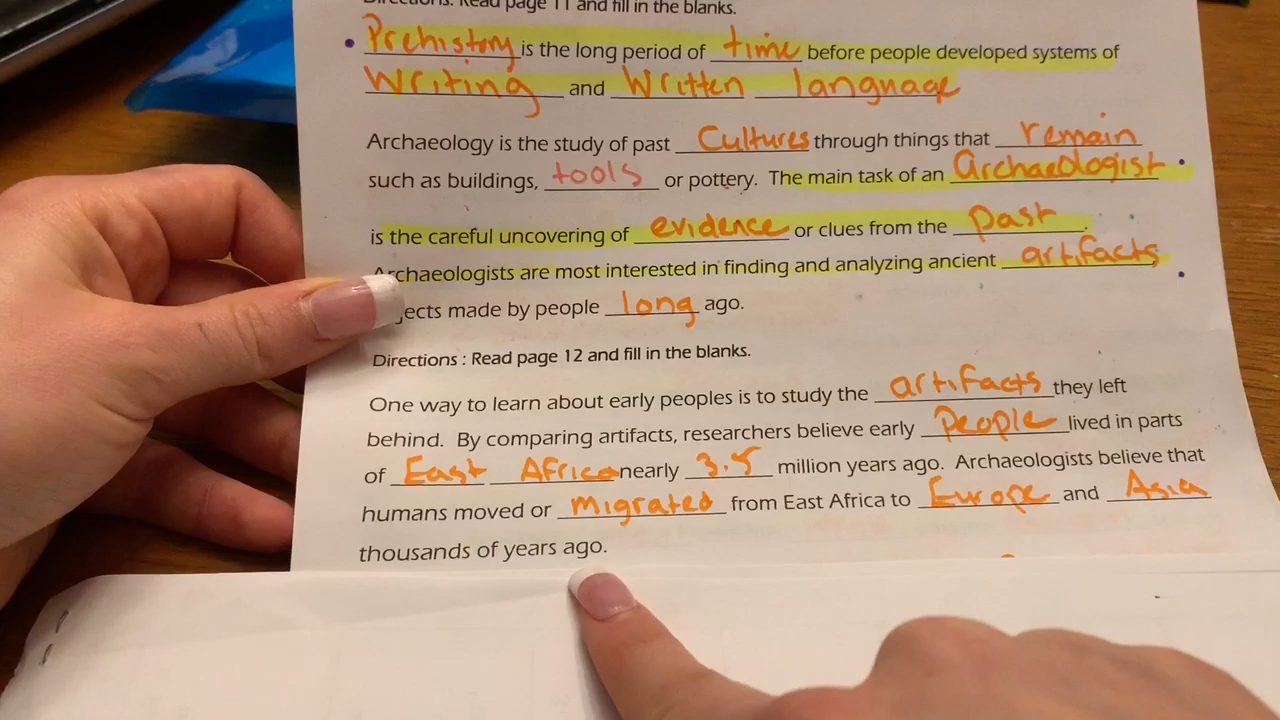 Directions: Read page 11 and fill in the blanks.
Prehistory is the long period of time before people developed systems of
Writing and Written language
Archaeology is the study of past Cultures through things that remain
such as buildings, tools or pottery. The main task of an Archaeologist
is the careful uncovering of evidence or clues from the past.
Archaeologists are most interested in finding and analyzing ancient artifacts,
jects made by people long ago.
Directions : Read page 12 and fill in the blanks.
One way to learn about early peoples is to study the artifacts they left
behind. By comparing artifacts, researchers believe early People lived in parts
of East Africa nearly 3.5 million years ago. Archaeologists believe that
humans moved or migrated from East Africa to Europe and Asia
thousands of years ago.